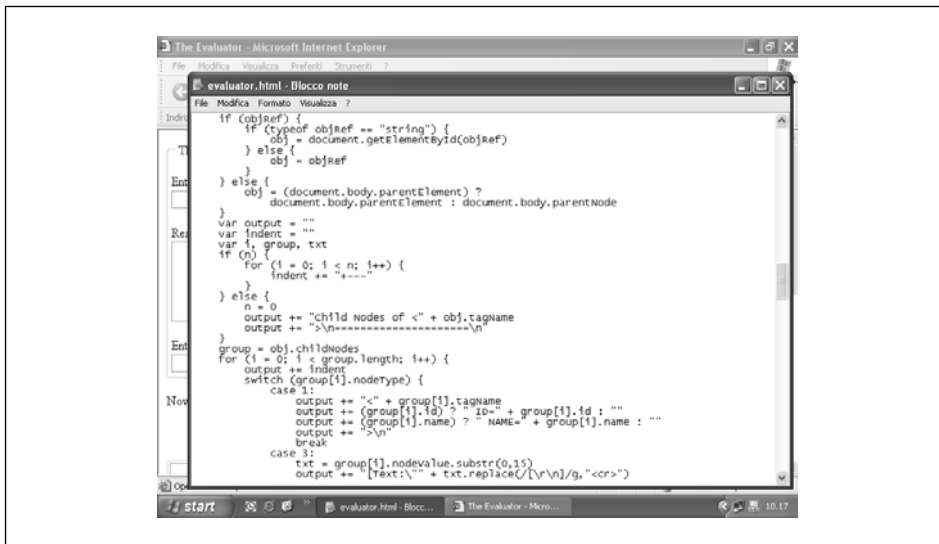 The Evaluator - Microsoft Internet Explorer
File Modifica Visualizza Preferiti Strumenti ?
evaluator.html - Blocco note
File Modifica Formato Visualizza ?
Indiri
if (objRef) {
if (typeof objRef == "string") {
obj = document.getElementById(objRef)
} else {
obj = objRef
}
} else {
obj = (document.body.parentElement) ?
document.body.parentElement : document.body.parentNode
}
var output = ""
var indent = ""
var i, group, txt
if (n) {
for (i = 0; i < n; i++) {
indent += "+---"
}
} else {
n = 0
output += "Child Nodes of <" + obj.tagName
output += ">\n=====================\n"
}
group = obj.childNodes
for (i = 0; i < group.length; i++) {
output += indent
switch (group[i].nodeType) {
case 1:
output += "<" + group[i].tagName
output += (group[i].id) ? " ID=" + group[i].id : ""
output += (group[i].name) ? " NAME=" + group[i].name : ""
output += ">\n"
break
case 3:
txt = group[i].nodeValue.substr(0,15)
output += "[Text:\"" + txt.replace(/[\r\n]/g,"<cr>")
T
Ent
Res
Ent
Now
Ope
start
evaluator.html - Blocc...
The Evaluator - Micro...
10.17